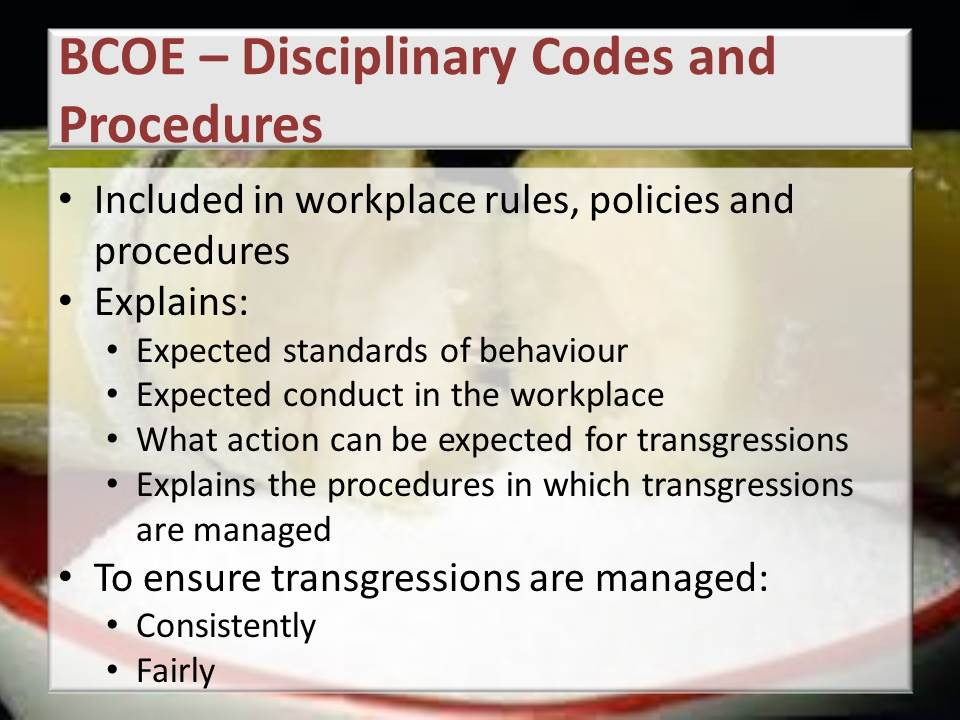 BCOE – Disciplinary Codes and
Procedures
• Included in workplace rules, policies and
procedures
• Explains:
• Expected standards of behaviour
• Expected conduct in the workplace
• What action can be expected for transgressions
• Explains the procedures in which transgressions
are managed
• To ensure transgressions are managed:
• Consistently
• Fairly